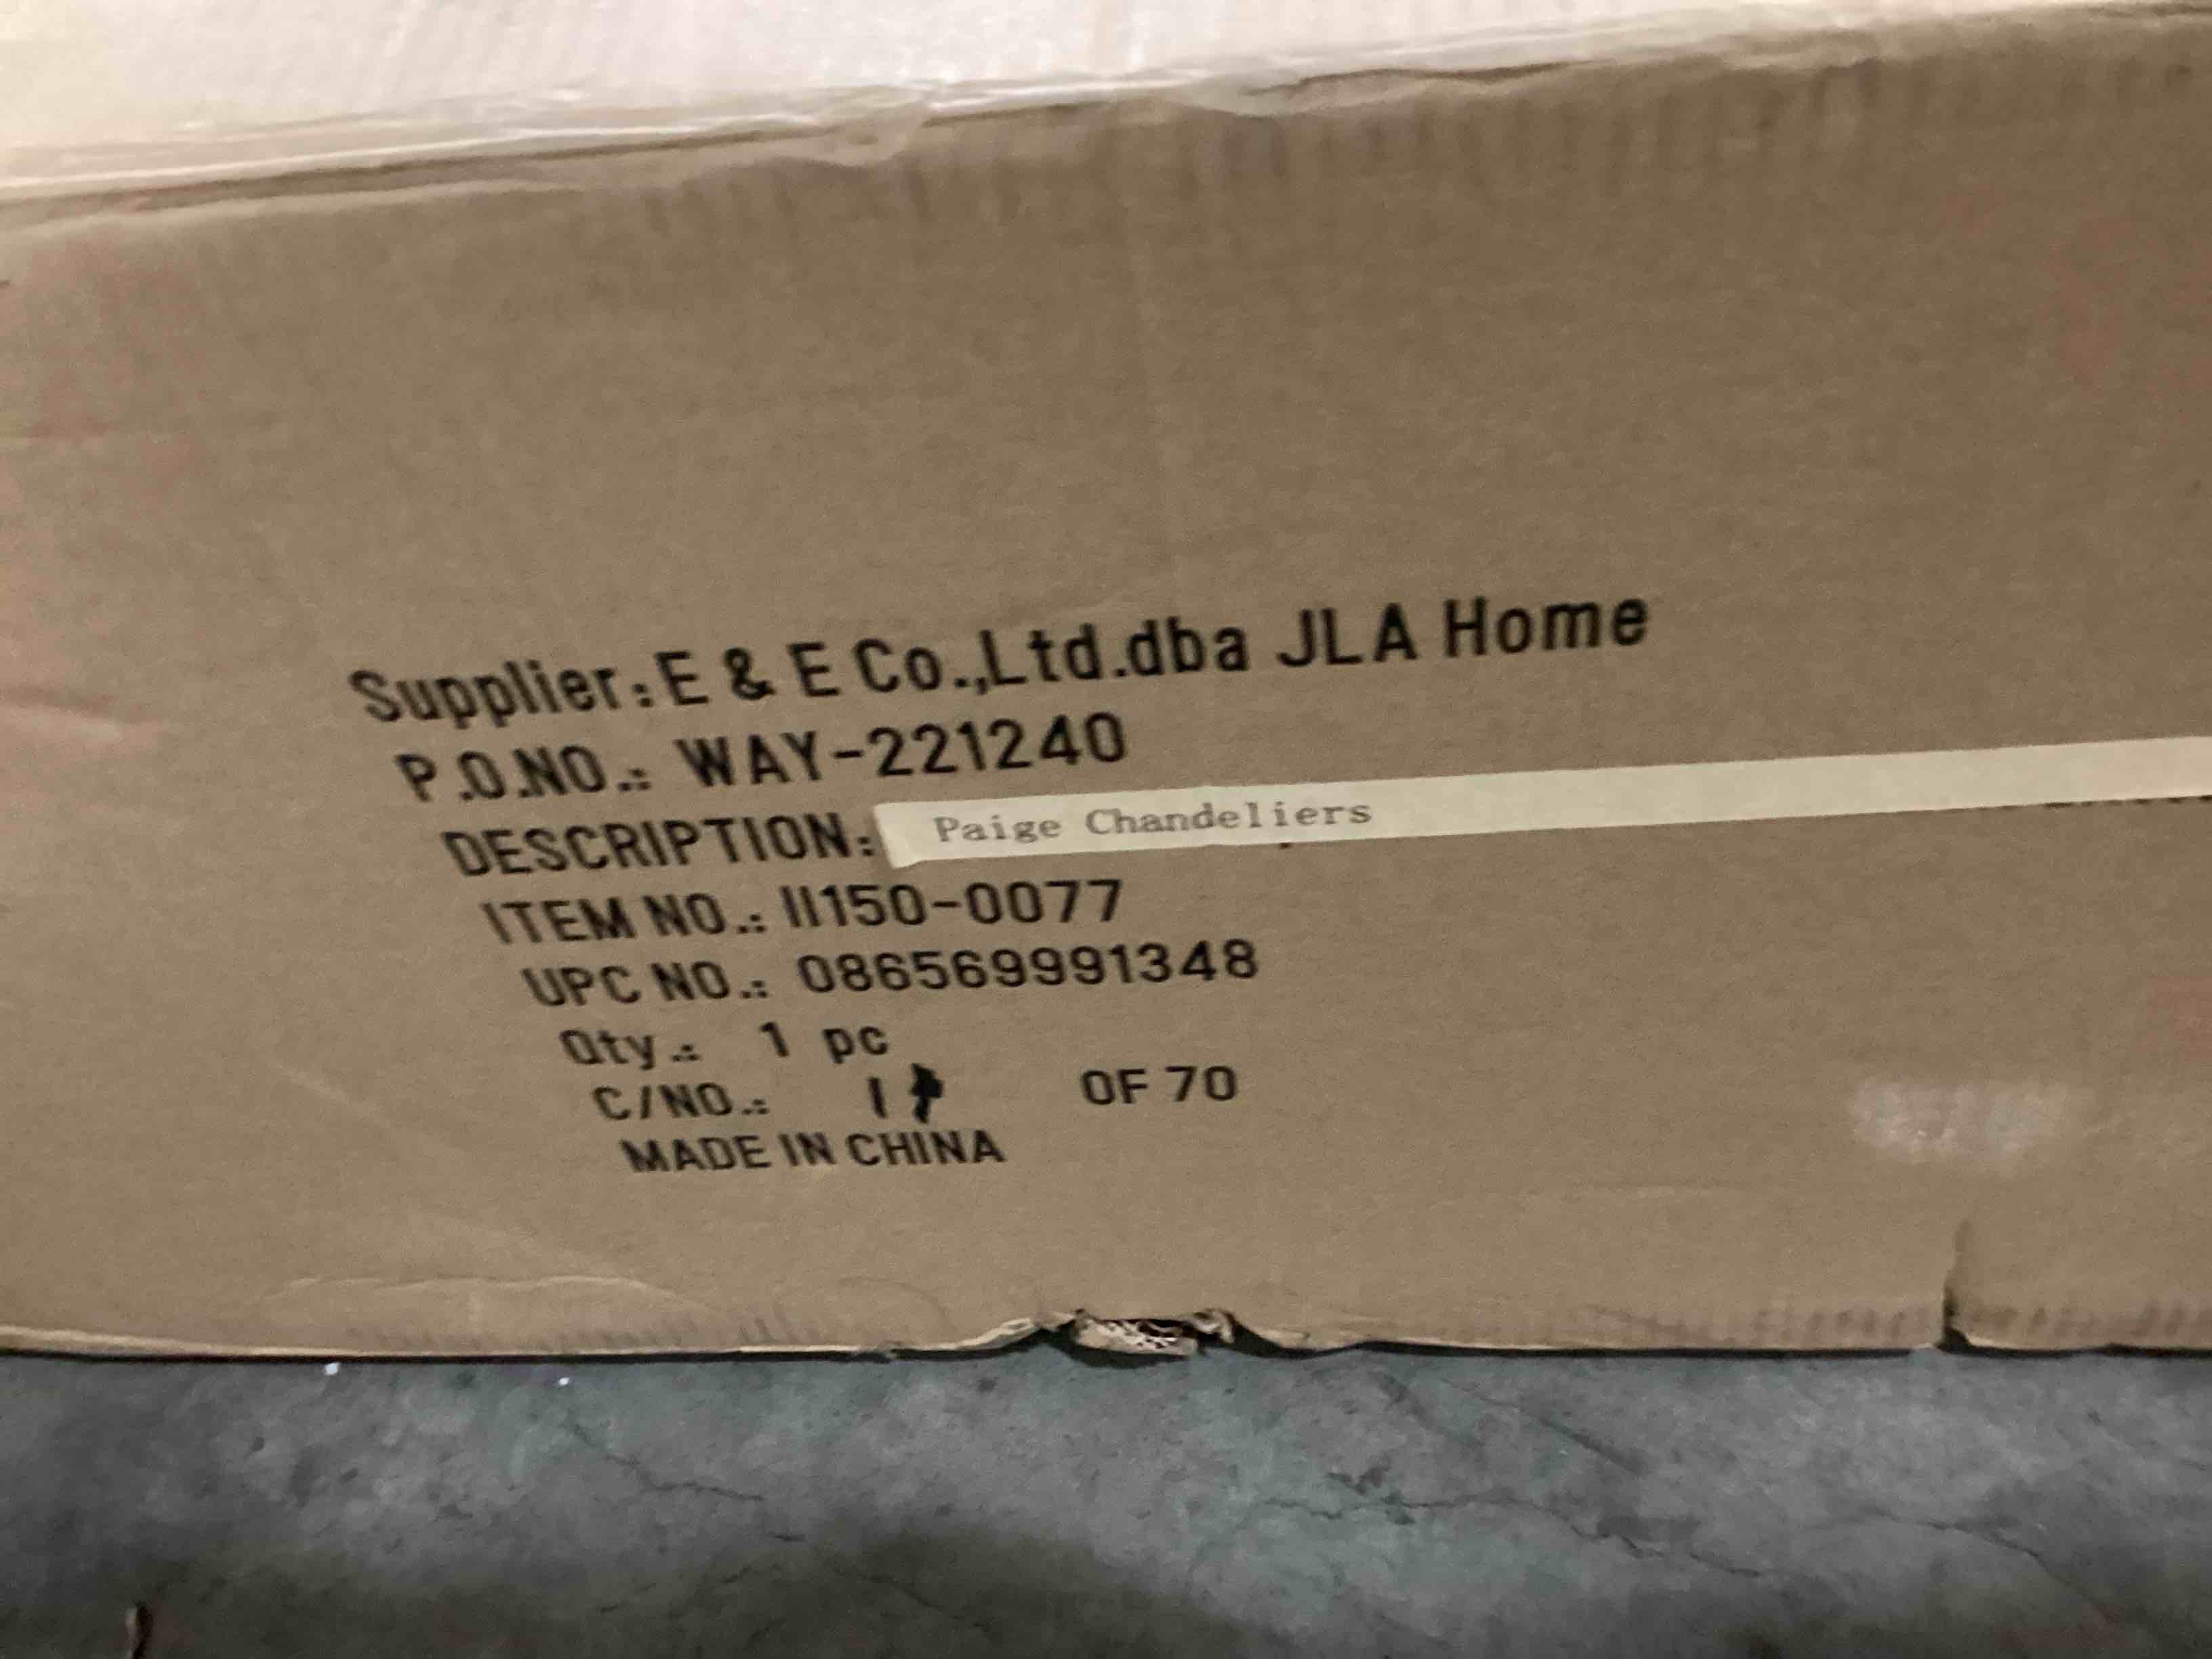 Supplier: E & E Co.,Ltd.dba JLA Home
P.O.NO.: WAY-221240
DESCRIPTION: Paige Chandeliers
ITEM NO.: II150-0077
UPC NO.: 086569991348
Qty.: 1 pc
C/NO.: 1 OF 70
MADE IN CHINA